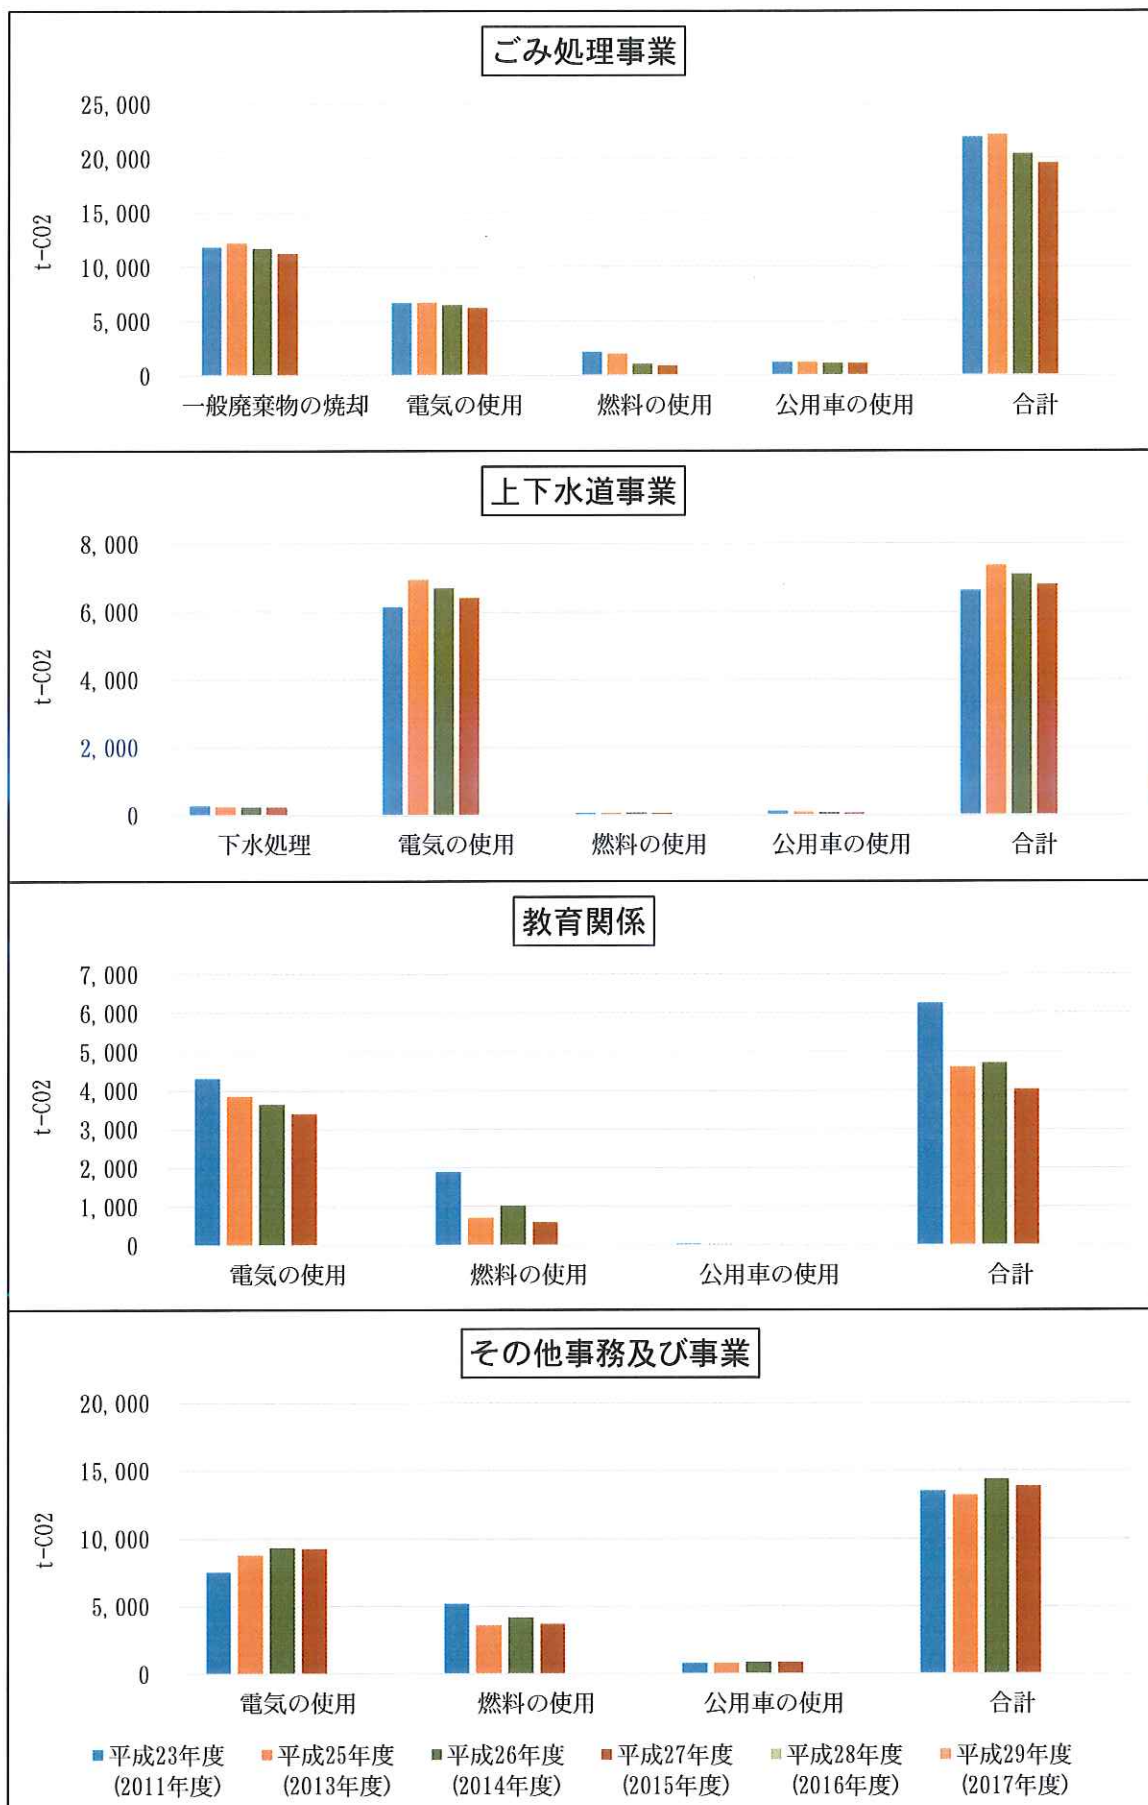 ごみ処理事業
t-CO2
25,000
20,000
15,000
10,000
5,000
0
一般廃棄物の焼却 電気の使用 燃料の使用 公用車の使用 合計
上下水道事業
t-CO2
8,000
6,000
4,000
2,000
0
下水処理 電気の使用 燃料の使用 公用車の使用 合計
教育関係
t-CO2
7,000
6,000
5,000
4,000
3,000
2,000
1,000
0
電気の使用 燃料の使用 公用車の使用 合計
その他事務及び事業
t-CO2
20,000
15,000
10,000
5,000
0
電気の使用 燃料の使用 公用車の使用 合計
平成23年度 平成25年度 平成26年度 平成27年度 平成28年度 平成29年度
(2011年度) (2013年度) (2014年度) (2015年度) (2016年度) (2017年度)